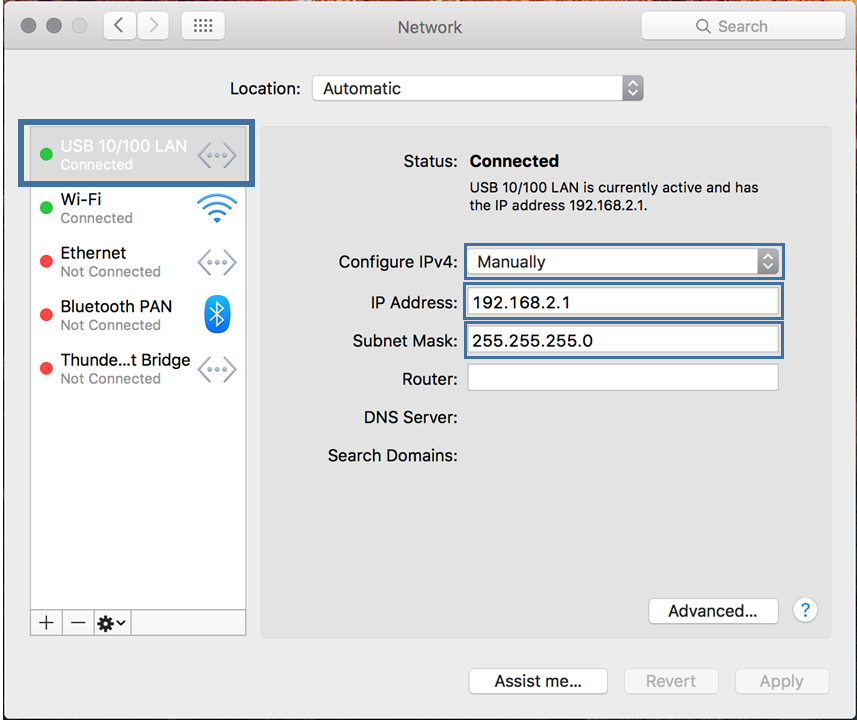 Network
Search
Location: Automatic
USB 10/100 LAN
Connected
Wi-Fi
Connected
Ethernet
Not Connected
Bluetooth PAN
Not Connected
Thunde...t Bridge
Not Connected
Status: Connected
USB 10/100 LAN is currently active and has
the IP address 192.168.2.1.
Configure IPv4: Manually
IP Address: 192.168.2.1
Subnet Mask: 255.255.255.0
Router:
DNS Server:
Search Domains:
Advanced... ?
Assist me... Revert Apply